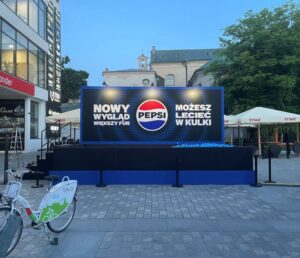 NOWY
WYGLĄD
WIĘKSZY FUN
PEPSI
MOŻESZ
LECIEĆ
W KULKI